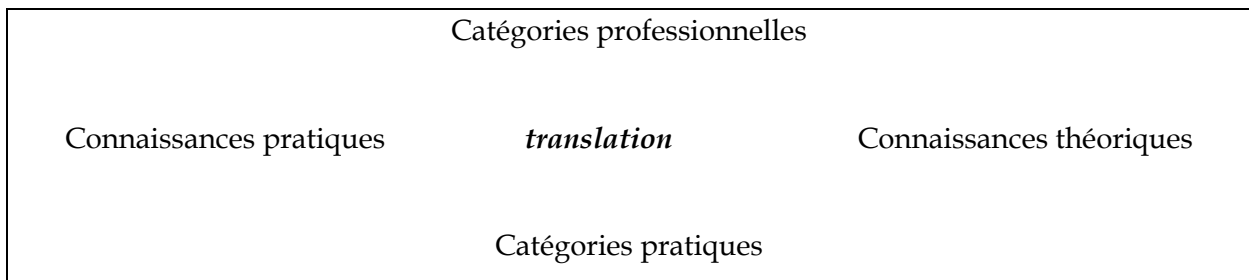 Catégories professionnelles
Connaissances pratiques translation Connaissances théoriques
Catégories pratiques